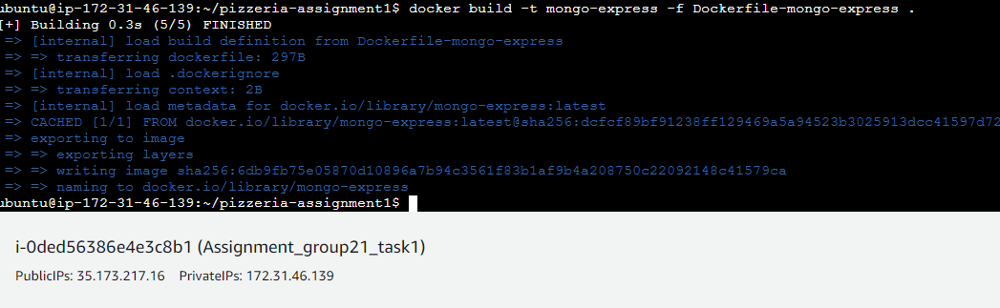 ubuntu@ip-172-31-46-139:~/pizzeria-assignment1$ docker build -t mongo-express -f Dockerfile-mongo-express .
[+] Building 0.3s (5/5) FINISHED
=> [internal] load build definition from Dockerfile-mongo-express
=> => transferring dockerfile: 297B
=> [internal] load .dockerignore
=> => transferring context: 2B
=> [internal] load metadata for docker.io/library/mongo-express:latest
=> CACHED [1/1] FROM docker.io/library/mongo-express:latest@sha256:dcfcf89bf91238ff129469a5a94523b3025913dcc41597d72
=> exporting to image
=> => exporting layers
=> => writing image sha256:6db9fb75e05870d10896a7b94c3561f83b1af9b4a208750c22092148c41579ca
=> => naming to docker.io/library/mongo-express
ubuntu@ip-172-31-46-139:~/pizzeria-assignment1$
i-0ded56386e4e3c8b1 (Assignment_group21_task1)
PublicIPs: 35.173.217.16 PrivateIPs: 172.31.46.139